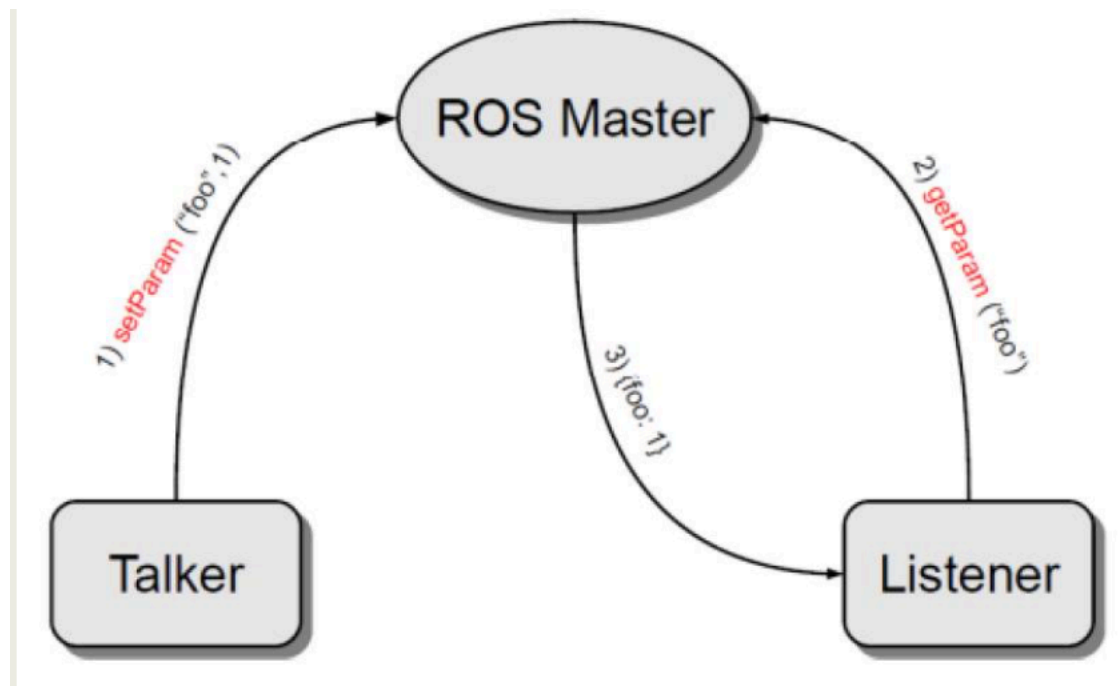 ROS Master
1) setParam (“foo”,1)
2) getParam (“foo”)
3) {foo: 1}
Talker
Listener